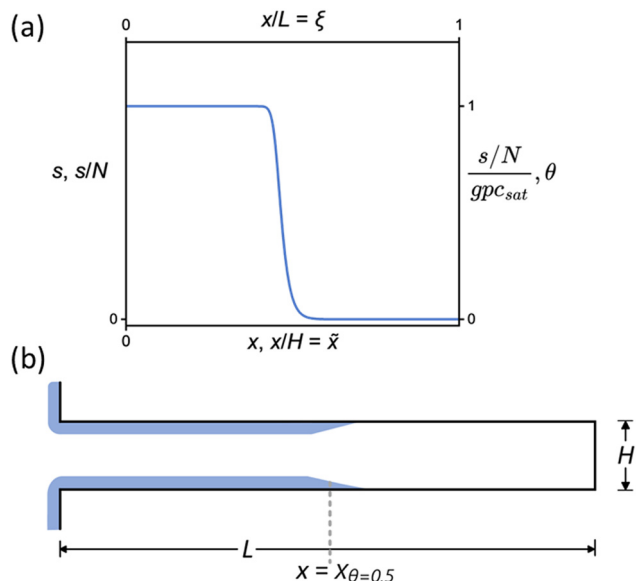 (a)
x/L = ξ
0
1
s, s/N
1
s/N
gpc_sat
, θ
0
0
0
x, x/H = x̃
(b)
H
L
x = X_θ=0.5